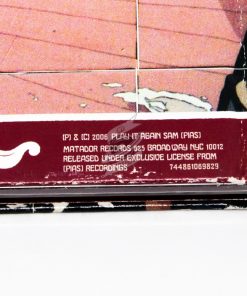 (P) & (C) 2006 PLAY IT AGAIN SAM [PIAS]
MATADOR RECORDS 625 BROADWAY NYC 10012
RELEASED UNDER EXCLUSIVE LICENSE FROM
[PIAS] RECORDINGS 744861069829